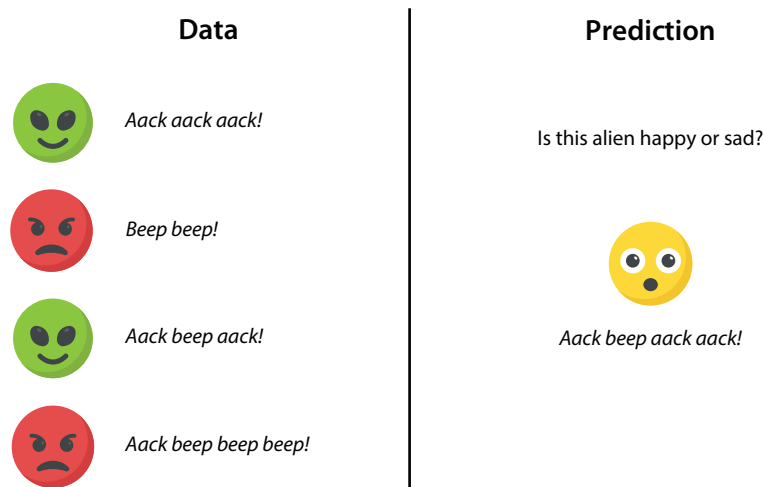 Data
Aack aack aack!
Beep beep!
Aack beep aack!
Aack beep beep beep!
Prediction
Is this alien happy or sad?
Aack beep aack aack!